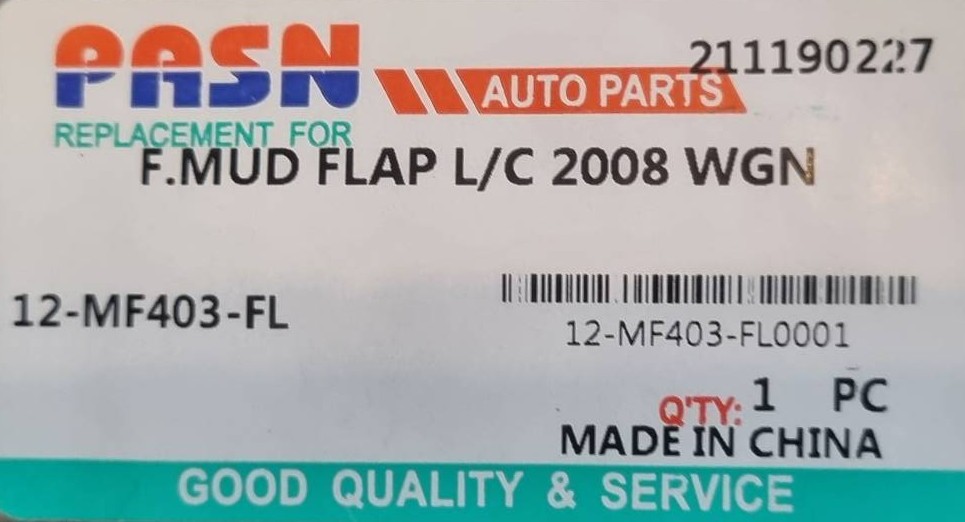 PASN AUTO PARTS 211190227
REPLACEMENT FOR
F.MUD FLAP L/C 2008 WGN
12-MF403-FL
12-MF403-FL0001
Q'TY: 1 PC
MADE IN CHINA
GOOD QUALITY & SERVICE